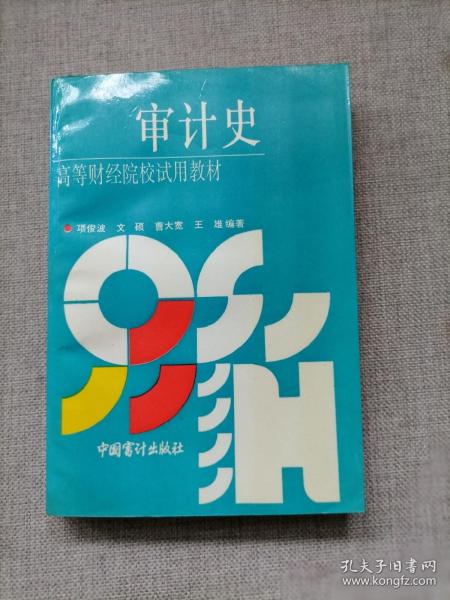 审计史
高等财经院校试用教材
项俊波 文硕 曹大宽 王雄 编著
中国审计出版社
孔夫子旧书网
www.kongfz.com